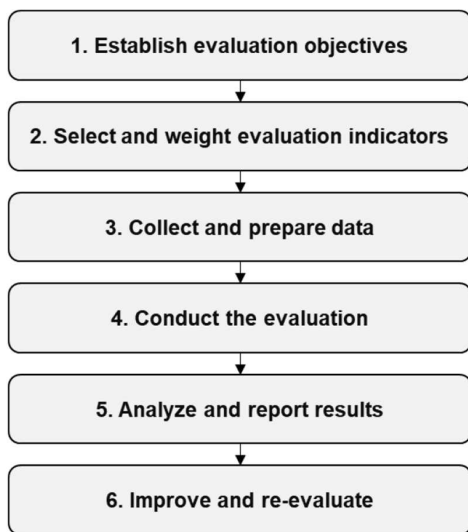 1. Establish evaluation objectives
2. Select and weight evaluation indicators
3. Collect and prepare data
4. Conduct the evaluation
5. Analyze and report results
6. Improve and re-evaluate